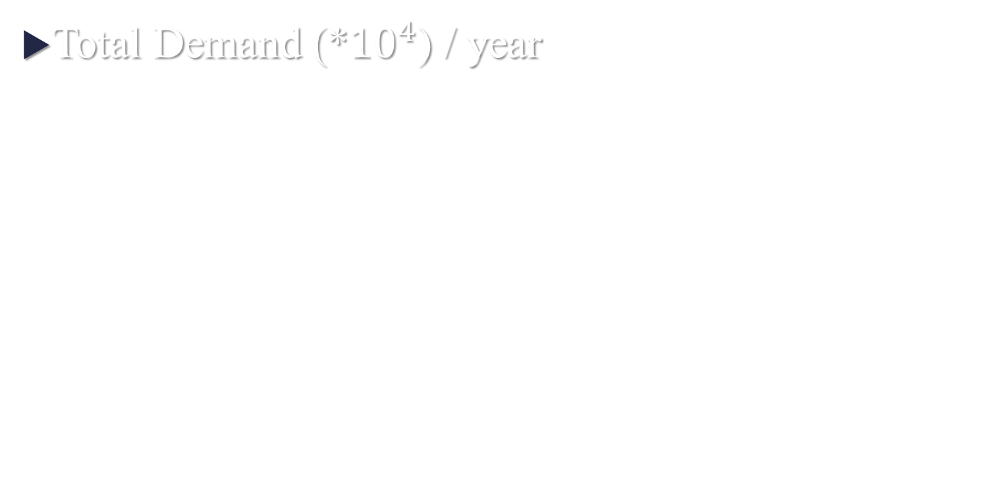 ▶Total Demand (*10⁴) / year